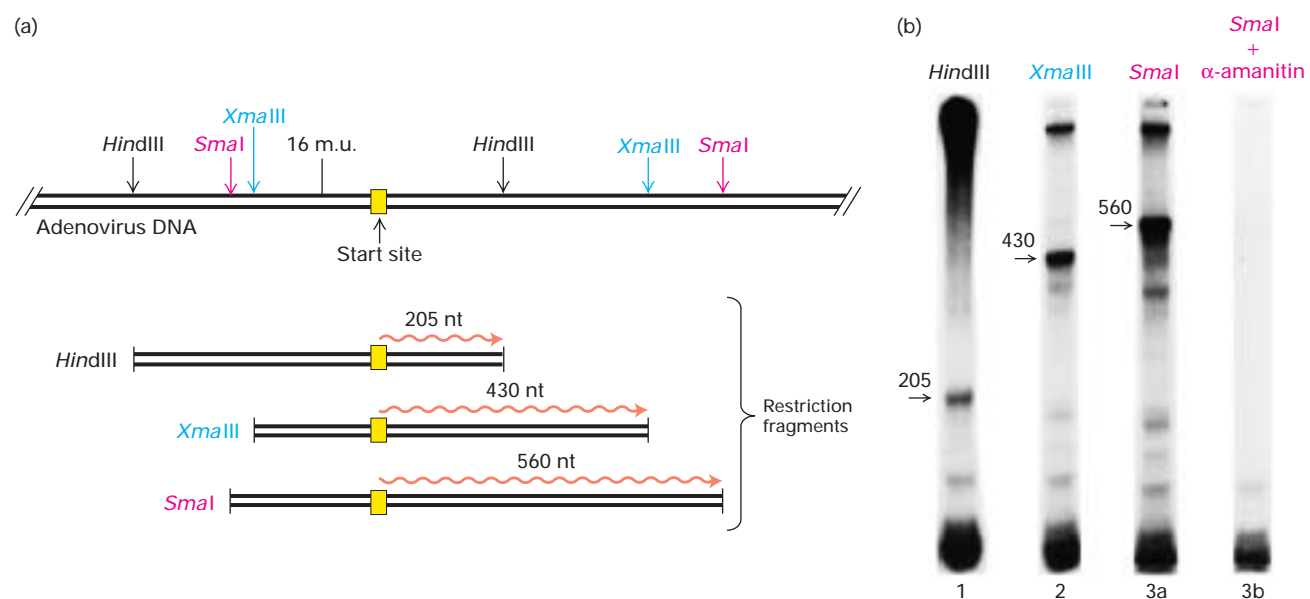 (a)
XmaIII
HindIII
SmaI
16 m.u.
HindIII
XmaIII
SmaI
Adenovirus DNA
Start site
205 nt
HindIII
430 nt
XmaIII
560 nt
SmaI
Restriction
fragments
(b)
HindIII
XmaIII
SmaI
SmaI
+
α-amanitin
560
430
205
1
2
3a
3b